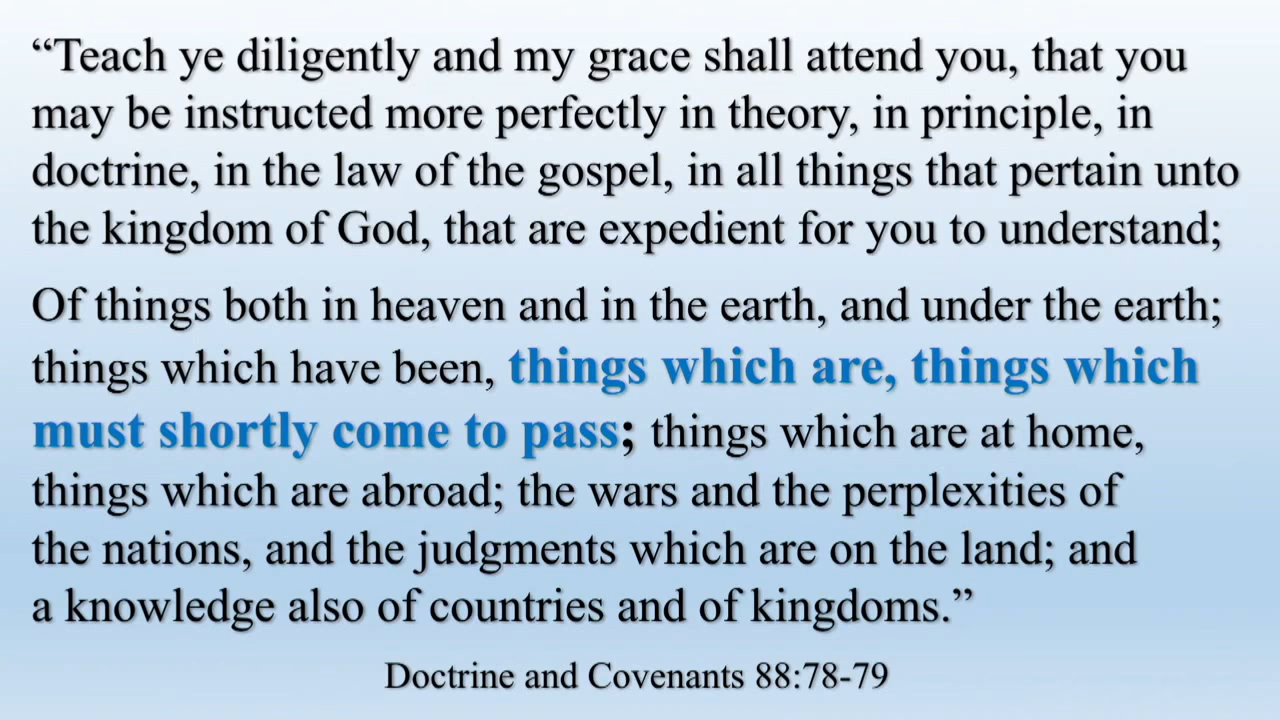 “Teach ye diligently and my grace shall attend you, that you
may be instructed more perfectly in theory, in principle, in
doctrine, in the law of the gospel, in all things that pertain unto
the kingdom of God, that are expedient for you to understand;
Of things both in heaven and in the earth, and under the earth;
things which have been, things which are, things which
must shortly come to pass; things which are at home,
things which are abroad; the wars and the perplexities of
the nations, and the judgments which are on the land; and
a knowledge also of countries and of kingdoms.”
Doctrine and Covenants 88:78-79